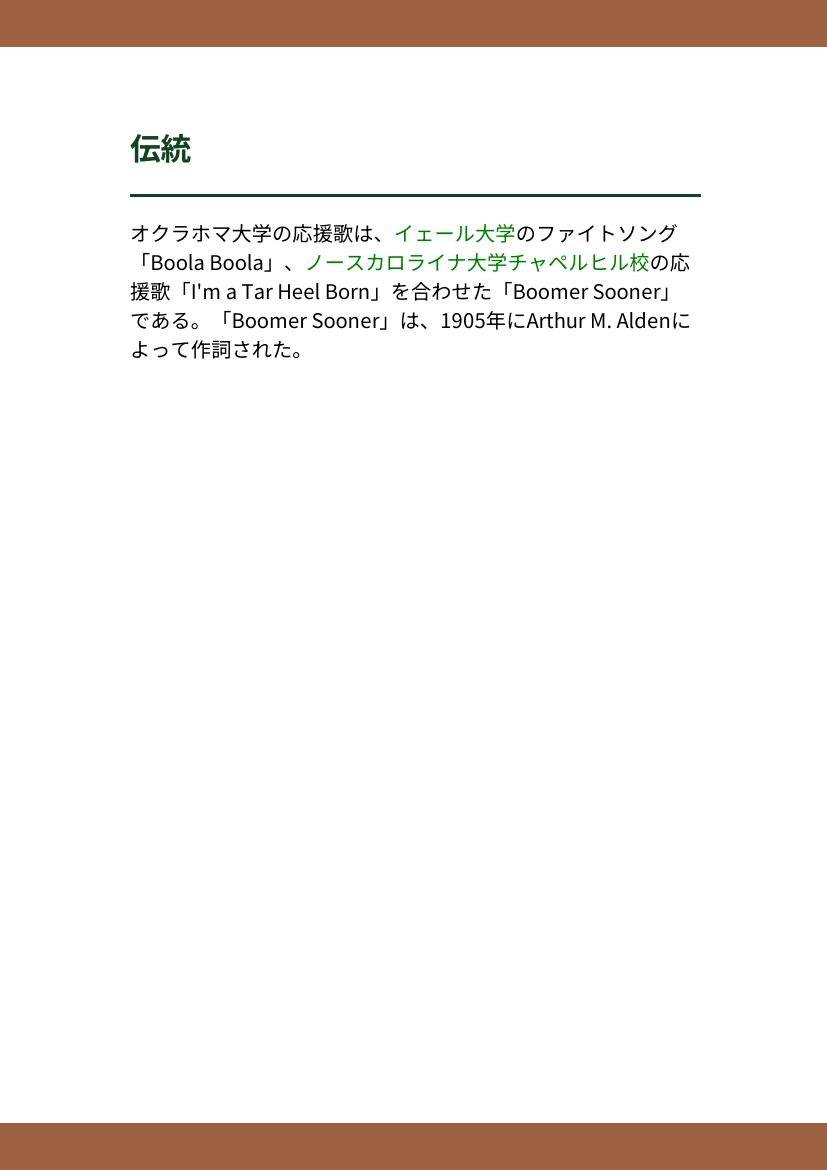 伝統
オクラホマ大学の応援歌は、イェール大学のファイトソング
「Boola Boola」、ノースカロライナ大学チャペルヒル校の応
援歌「I'm a Tar Heel Born」を合わせた「Boomer Sooner」
である。「Boomer Sooner」は、1905年にArthur M. Aldenに
よって作詞された。